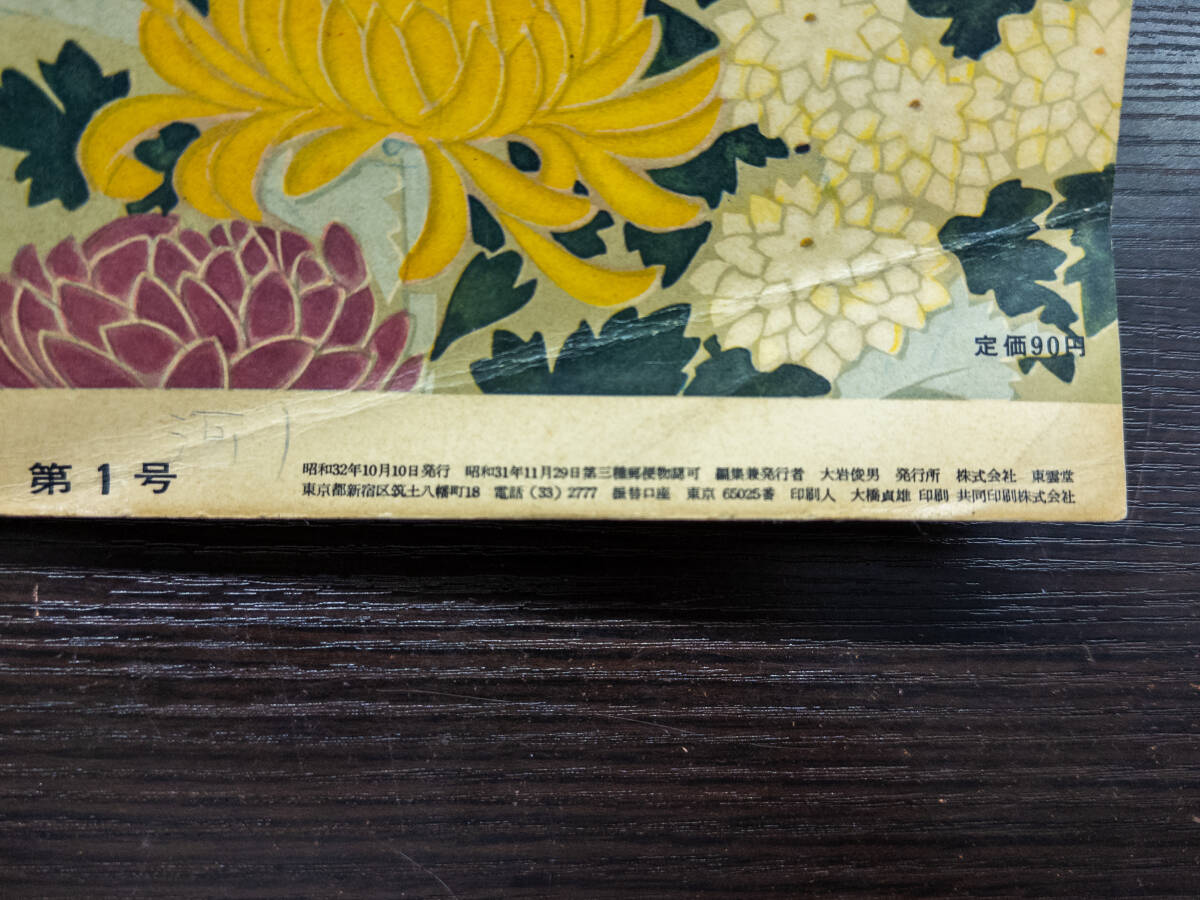 定価90円
河
第1号
昭和32年10月10日発行 昭和31年11月29日第三種郵便物認可 編集兼発行者 大岩俊男 発行所 株式会社 東雲堂
東京都新宿区筑土八幡町18 電話(33)2777 振替口座 東京 65025番 印刷人 大橋貞雄 印刷 共同印刷株式会社